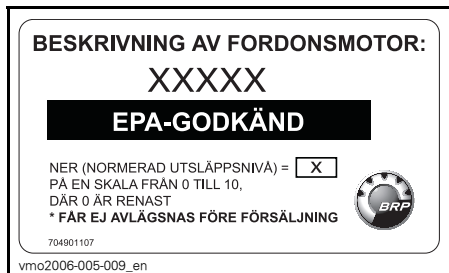 BESKRIVNING AV FORDONSMOTOR:
XXXXX
EPA-GODKÄND
NER (NORMERAD UTSLÄPPSNIVÅ) = X
PÅ EN SKALA FRÅN 0 TILL 10,
DÄR 0 ÄR RENAST
* FÅR EJ AVLÄGSNAS FÖRE FÖRSÄLJNING
BRP
704901107
vmo2006-005-009_en